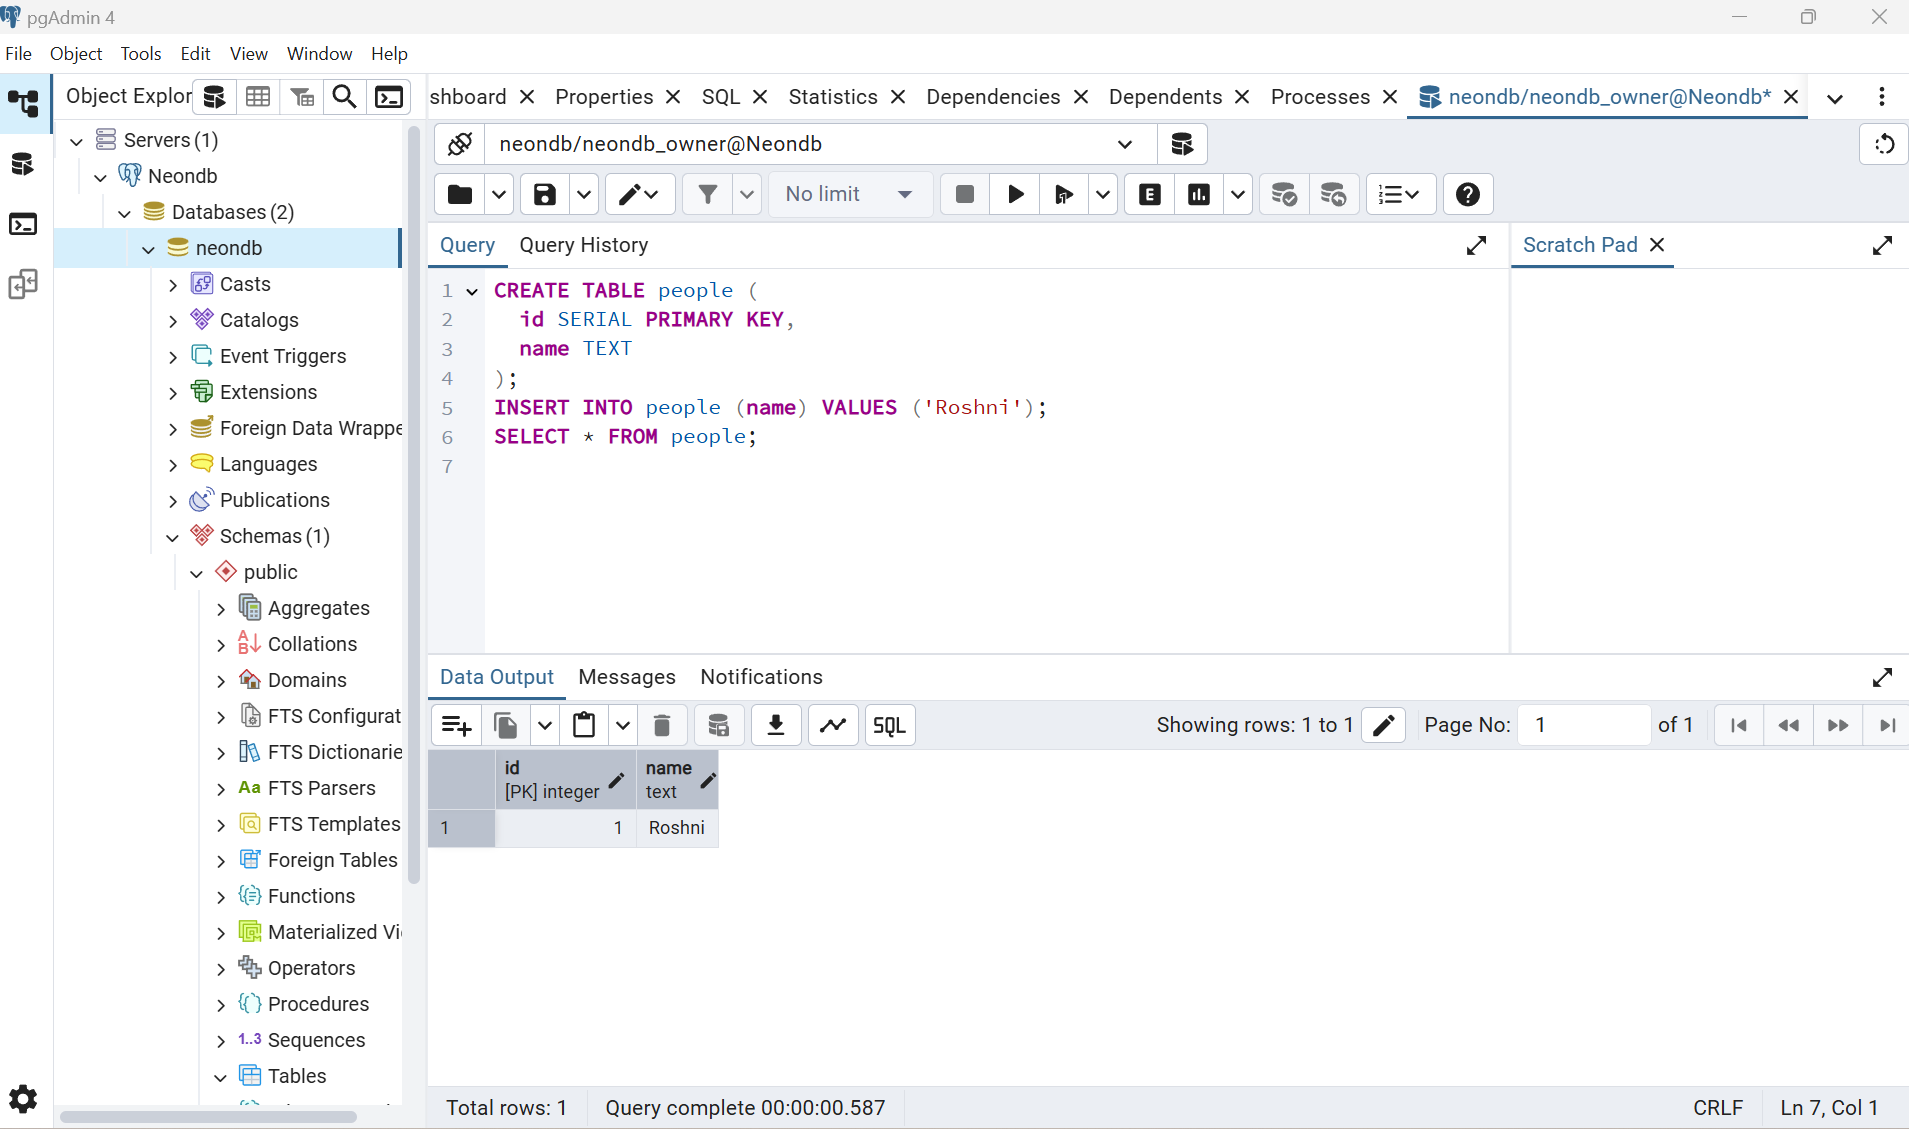 pgAdmin 4
File Object Tools Edit View Window Help
Object Explor
shboard Properties SQL Statistics Dependencies Dependents Processes neondb/neondb_owner@Neondb*
Servers (1)
Neondb
Databases (2)
neondb
Casts
Catalogs
Event Triggers
Extensions
Foreign Data Wrappe
Languages
Publications
Schemas (1)
public
Aggregates
Collations
Domains
FTS Configurat
FTS Dictionarie
Aa FTS Parsers
FTS Templates
Foreign Tables
Functions
Materialized Vi
Operators
Procedures
1..3 Sequences
Tables
neondb/neondb_owner@Neondb
No limit
E
Query Query History
1 CREATE TABLE people (
2 id SERIAL PRIMARY KEY,
3 name TEXT
4 );
5 INSERT INTO people (name) VALUES ('Roshni');
6 SELECT * FROM people;
7
Scratch Pad
Data Output Messages Notifications
SQL
Showing rows: 1 to 1 Page No: 1 of 1
id name
[PK] integer text
1 1 Roshni
Total rows: 1 Query complete 00:00:00.587 CRLF Ln 7, Col 1